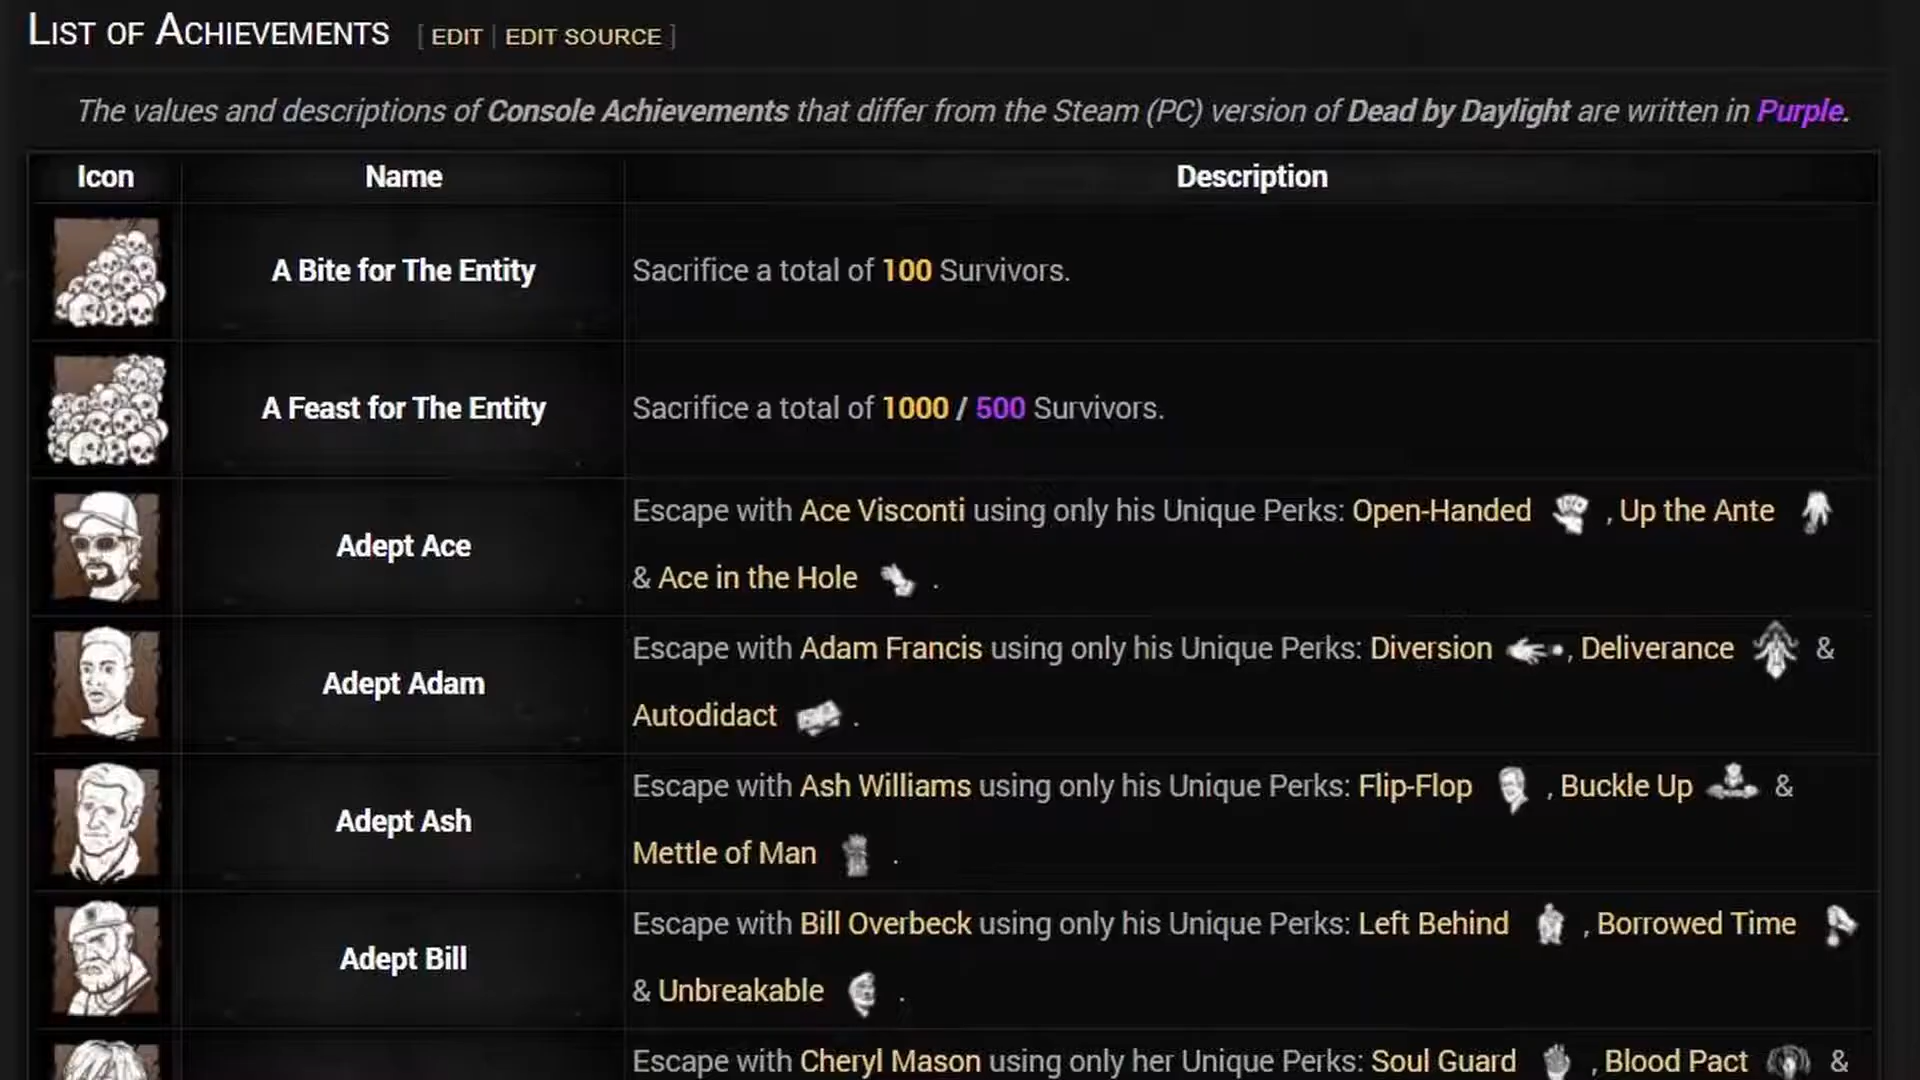 List of Achievements [ EDIT | EDIT SOURCE ]
The values and descriptions of Console Achievements that differ from the Steam (PC) version of Dead by Daylight are written in Purple.
Icon Name Description
A Bite for The Entity Sacrifice a total of 100 Survivors.
A Feast for The Entity Sacrifice a total of 1000 / 500 Survivors.
Adept Ace Escape with Ace Visconti using only his Unique Perks: Open-Handed , Up the Ante
& Ace in the Hole .
Adept Adam Escape with Adam Francis using only his Unique Perks: Diversion , Deliverance &
Autodidact .
Adept Ash Escape with Ash Williams using only his Unique Perks: Flip-Flop , Buckle Up &
Mettle of Man .
Adept Bill Escape with Bill Overbeck using only his Unique Perks: Left Behind , Borrowed Time
& Unbreakable .
Escape with Cheryl Mason using only her Unique Perks: Soul Guard , Blood Pact &